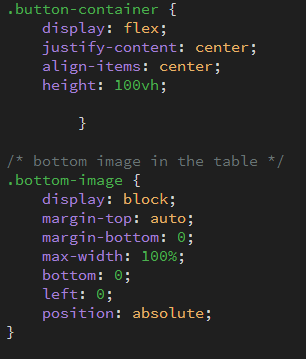 .button-container {
    display: flex;
    justify-content: center;
    align-items: center;
    height: 100vh;
        }
/* bottom image in the table */
.bottom-image {
    display: block;
    margin-top: auto;
    margin-bottom: 0;
    max-width: 100%;
    bottom: 0;
    left: 0;
    position: absolute;
}